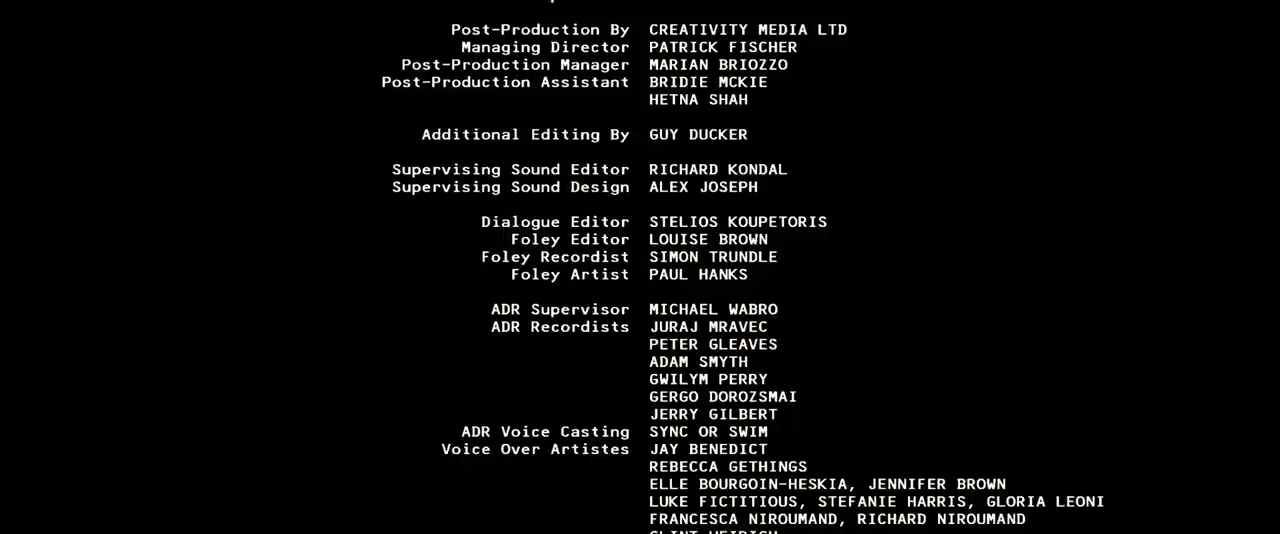 Post-Production By CREATIVITY MEDIA LTD
Managing Director PATRICK FISCHER
Post-Production Manager MARIAN BRIOZZO
Post-Production Assistant BRIDIE MCKIE
HETNA SHAH
Additional Editing By GUY DUCKER
Supervising Sound Editor RICHARD KONDAL
Supervising Sound Design ALEX JOSEPH
Dialogue Editor STELIOS KOUPETORIS
Foley Editor LOUISE BROWN
Foley Recordist SIMON TRUNDLE
Foley Artist PAUL HANKS
ADR Supervisor MICHAEL WABRO
ADR Recordists JURAJ MRAVEC
PETER GLEAVES
ADAM SMYTH
GWILYM PERRY
GERGO DOROZSMAI
JERRY GILBERT
ADR Voice Casting SYNC OR SWIM
Voice Over Artistes JAY BENEDICT
REBECCA GETHINGS
ELLE BOURGOIN-HESKIA, JENNIFER BROWN
LUKE FICTITIOUS, STEFANIE HARRIS, GLORIA LEONI
FRANCESCA NIROUMAND, RICHARD NIROUMAND